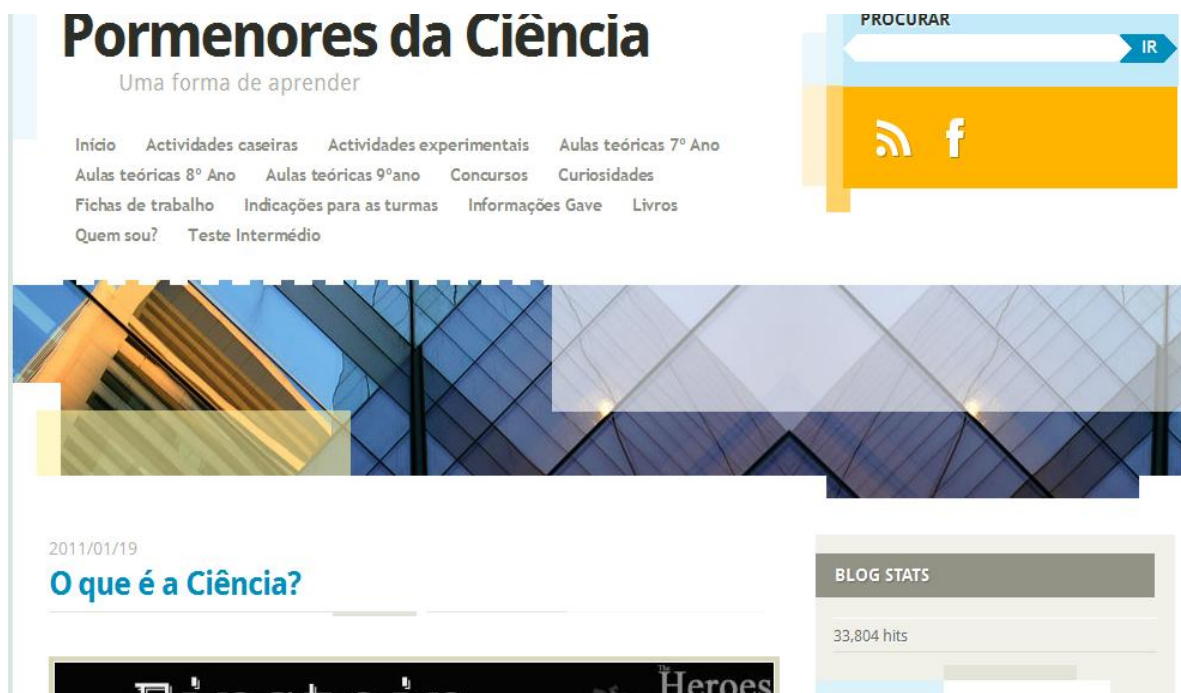 Pormenores da Ciência
Uma forma de aprender
Início Actividades caseiras Actividades experimentais Aulas teóricas 7º Ano
Aulas teóricas 8º Ano Aulas teóricas 9ºano Concursos Curiosidades
Fichas de trabalho Indicações para as turmas Informações Gave Livros
Quem sou? Teste Intermédio
PROCURAR
IR
2011/01/19
O que é a Ciência?
The
Heroes
BLOG STATS
33,804 hits